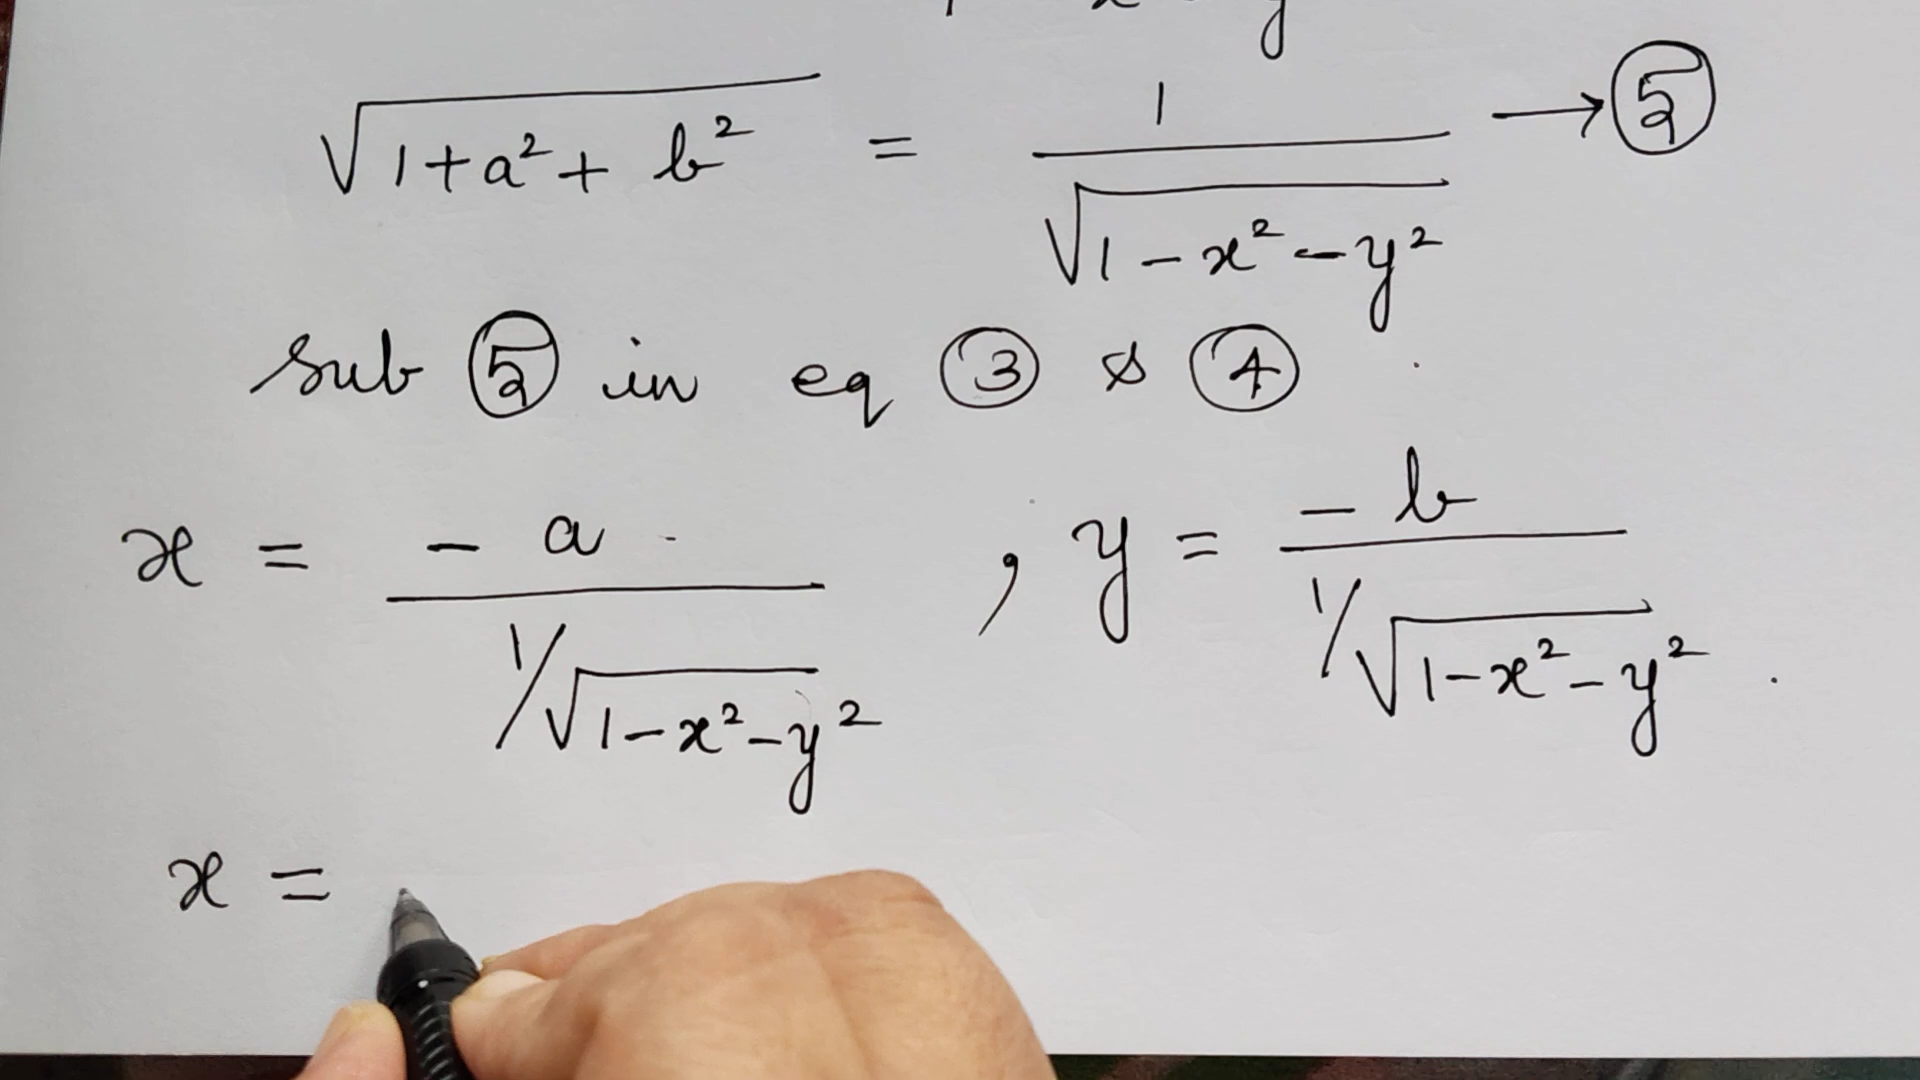 √1+a²+ b² = 1/√1-x²-y² → ⑤
sub ⑤ in eq ③ & ④
x = - a / 1/√1-x²-y² , y = - b / 1/√1-x²-y² .
x =